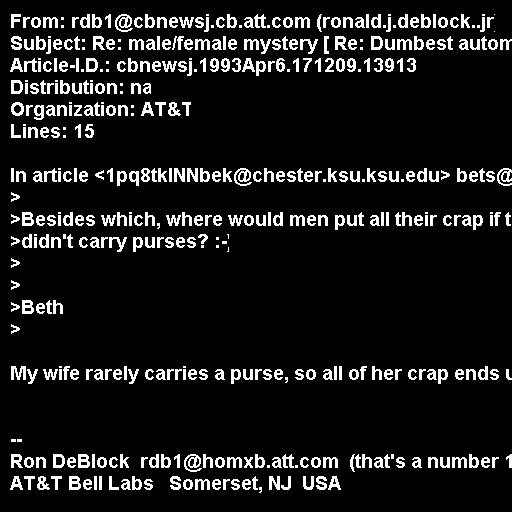 From: rdb1@cbnewsj.cb.att.com (ronald.j.deblock..jr
Subject: Re: male/female mystery [ Re: Dumbest autom
Article-I.D.: cbnewsj.1993Apr6.171209.13913
Distribution: na
Organization: AT&T
Lines: 15
In article <1pq8tkINNbek@chester.ksu.ksu.edu> bets@
>
>Besides which, where would men put all their crap if t
>didn't carry purses? :-)
>
>
>Beth
>
My wife rarely carries a purse, so all of her crap ends u
--
Ron DeBlock  rdb1@homxb.att.com  (that's a number 1
AT&T Bell Labs   Somerset, NJ  USA